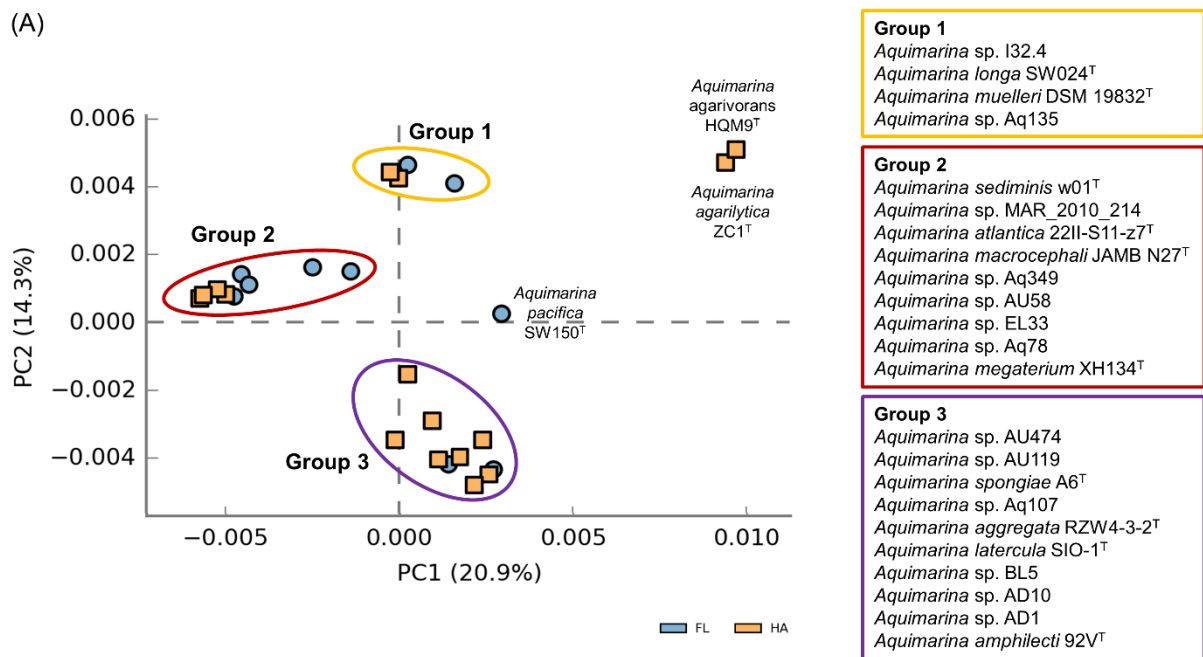 (A)
0.006
0.004
0.002
0.000
−0.002
−0.004
PC2 (14.3%)
−0.005
0.000
0.005
0.010
PC1 (20.9%)
Group 1
Group 2
Group 3
Aquimarina
agarivorans
HQM9ᵀ
Aquimarina
agarilytica
ZC1ᵀ
Aquimarina
pacifica
SW150ᵀ
FL
HA
Group 1
Aquimarina sp. I32.4
Aquimarina longa SW024ᵀ
Aquimarina muelleri DSM 19832ᵀ
Aquimarina sp. Aq135
Group 2
Aquimarina sediminis w01ᵀ
Aquimarina sp. MAR_2010_214
Aquimarina atlantica 22II-S11-z7ᵀ
Aquimarina macrocephali JAMB N27ᵀ
Aquimarina sp. Aq349
Aquimarina sp. AU58
Aquimarina sp. EL33
Aquimarina sp. Aq78
Aquimarina megaterium XH134ᵀ
Group 3
Aquimarina sp. AU474
Aquimarina sp. AU119
Aquimarina spongiae A6ᵀ
Aquimarina sp. Aq107
Aquimarina aggregata RZW4-3-2ᵀ
Aquimarina latercula SIO-1ᵀ
Aquimarina sp. BL5
Aquimarina sp. AD10
Aquimarina sp. AD1
Aquimarina amphilecti 92Vᵀ